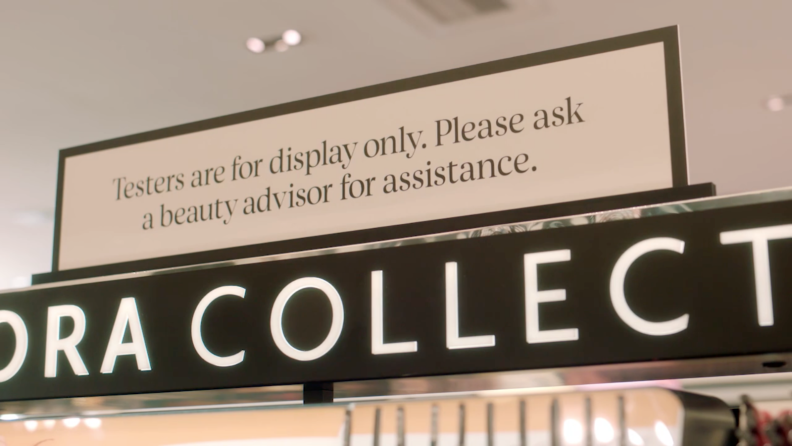 Testers are for display only. Please ask
a beauty advisor for assistance.
ORA COLLECT